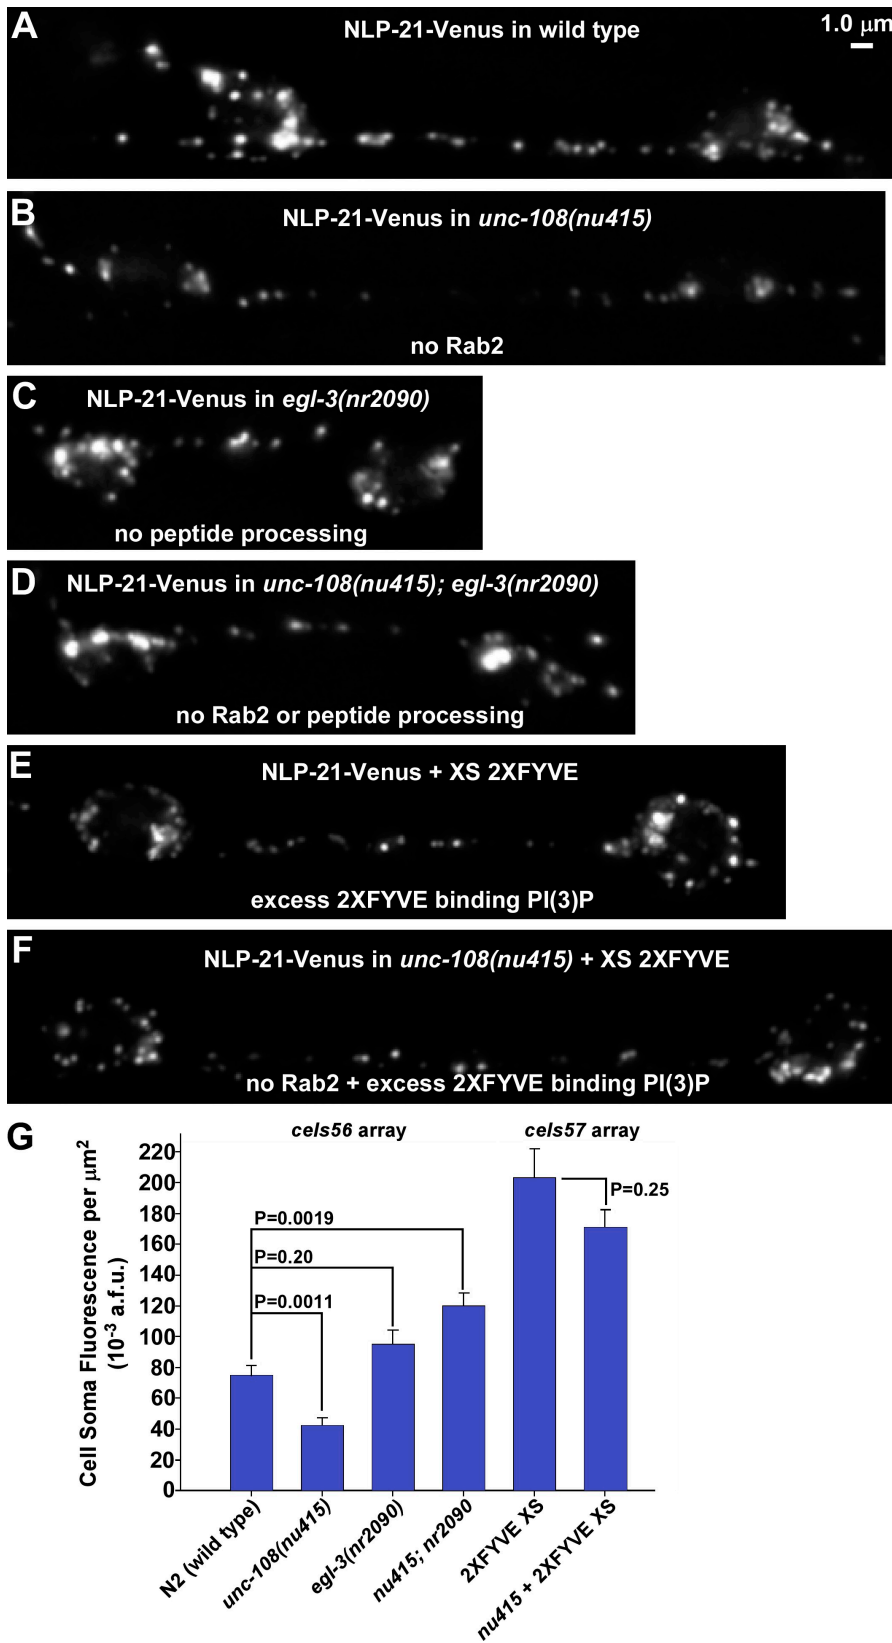 A
NLP-21-Venus in wild type
1.0 µm
B
NLP-21-Venus in unc-108(nu415)
no Rab2
C
NLP-21-Venus in egl-3(nr2090)
no peptide processing
D
NLP-21-Venus in unc-108(nu415); egl-3(nr2090)
no Rab2 or peptide processing
E
NLP-21-Venus + XS 2XFYVE
excess 2XFYVE binding PI(3)P
F
NLP-21-Venus in unc-108(nu415) + XS 2XFYVE
no Rab2 + excess 2XFYVE binding PI(3)P
G
ceIs56 array
ceIs57 array
Cell Soma Fluorescence per µm²
(10⁻³ a.f.u.)
220
200
180
160
140
120
100
80
60
40
20
0
P=0.25
P=0.0019
P=0.20
P=0.0011
N2 (wild type)
unc-108(nu415)
egl-3(nr2090)
nu415; nr2090
2XFYVE XS
nu415 + 2XFYVE XS